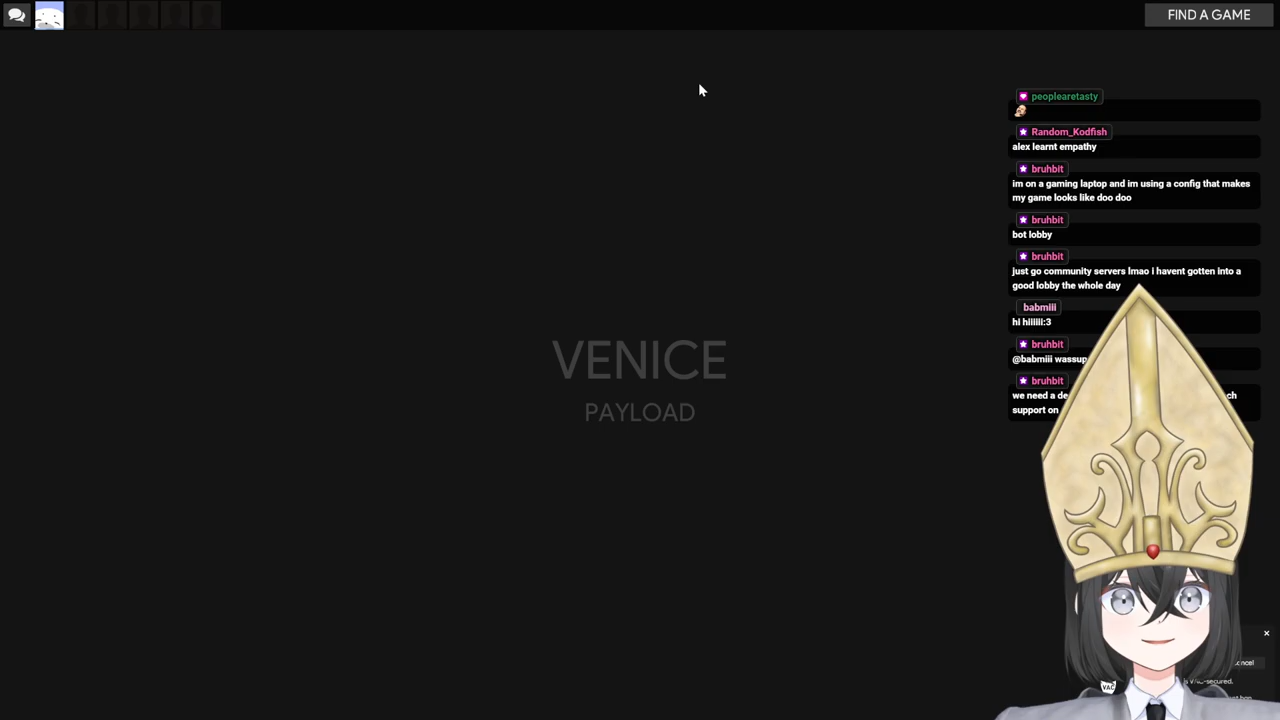 FIND A GAME
peoplearetasty
Random_Kodfish
alex learnt empathy
bruhbit
im on a gaming laptop and im using a config that makes
my game looks like doo doo
bruhbit
bot lobby
bruhbit
just go community servers lmao i havent gotten into a
good lobby the whole day
babmiii
hi hiiiiii:3
bruhbit
@babmiii wassup
bruhbit
we need a
support on
VENICE
PAYLOAD
VAC
-secured.